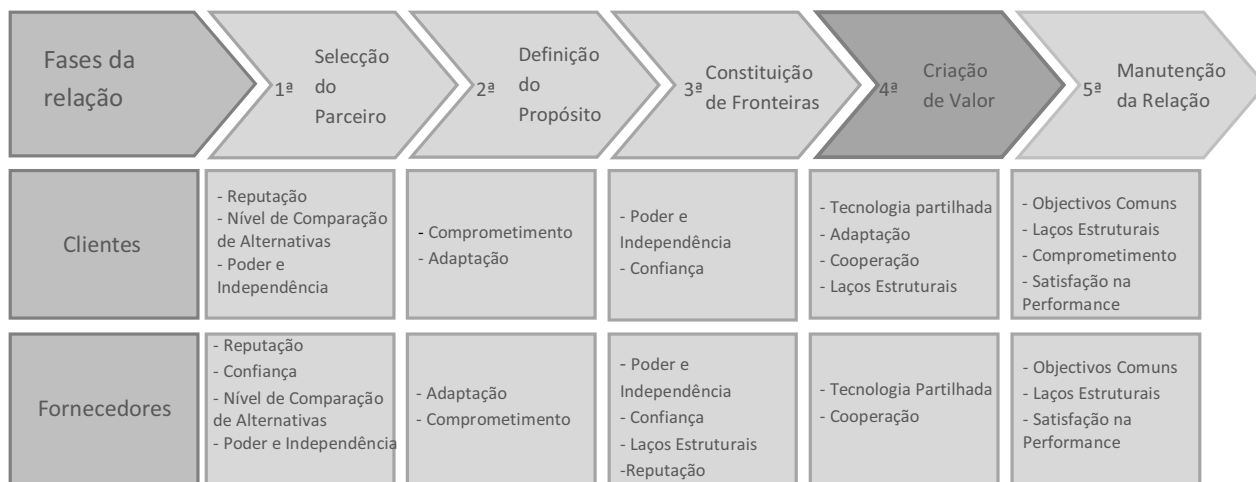 Fases da
relação
1ª
Selecção
do
Parceiro
2ª
Definição
do
Propósito
3ª
Constituição
de Fronteiras
4ª
Criação
de Valor
5ª
Manutenção
da Relação
Clientes
- Reputação
- Nível de Comparação
de Alternativas
- Poder e
Independência
- Comprometimento
- Adaptação
- Poder e
Independência
- Confiança
- Tecnologia partilhada
- Adaptação
- Cooperação
- Laços Estruturais
- Objectivos Comuns
- Laços Estruturais
- Comprometimento
- Satisfação na
Performance
Fornecedores
- Reputação
- Confiança
- Nível de Comparação
de Alternativas
- Poder e Independência
- Adaptação
- Comprometimento
- Poder e
Independência
- Confiança
- Laços Estruturais
-Reputação
- Tecnologia Partilhada
- Cooperação
- Objectivos Comuns
- Laços Estruturais
- Satisfação na
Performance